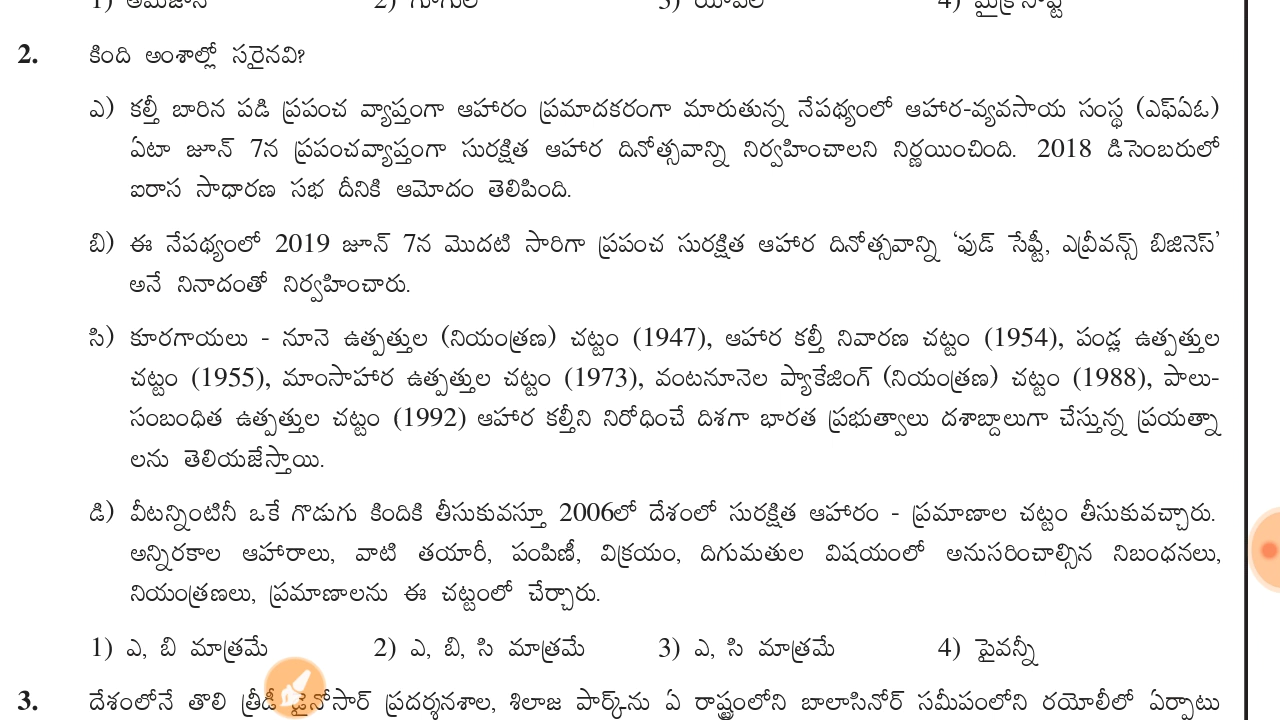 1) అమెజాన్ 2) గూగుల్ 3) యాపిల్ 4) మైక్రోసాఫ్ట్
2. కింది అంశాల్లో సరైనవి?
ఎ) కల్తీ బారిన పడి ప్రపంచ వ్యాప్తంగా ఆహారం ప్రమాదకరంగా మారుతున్న నేపథ్యంలో ఆహార-వ్యవసాయ సంస్థ (ఎఫ్ఏఓ)
ఏటా జూన్ 7న ప్రపంచవ్యాప్తంగా సురక్షిత ఆహార దినోత్సవాన్ని నిర్వహించాలని నిర్ణయించింది. 2018 డిసెంబరులో
ఐరాస సాధారణ సభ దీనికి ఆమోదం తెలిపింది.
బి) ఈ నేపథ్యంలో 2019 జూన్ 7న మొదటి సారిగా ప్రపంచ సురక్షిత ఆహార దినోత్సవాన్ని ‘ఫుడ్ సేఫ్టీ, ఎవ్రీవన్స్ బిజినెస్’
అనే నినాదంతో నిర్వహించారు.
సి) కూరగాయలు - నూనె ఉత్పత్తుల (నియంత్రణ) చట్టం (1947), ఆహార కల్తీ నివారణ చట్టం (1954), పండ్ల ఉత్పత్తుల
చట్టం (1955), మాంసాహార ఉత్పత్తుల చట్టం (1973), వంటనూనెల ప్యాకేజింగ్ (నియంత్రణ) చట్టం (1988), పాలు-
సంబంధిత ఉత్పత్తుల చట్టం (1992) ఆహార కల్తీని నిరోధించే దిశగా భారత ప్రభుత్వాలు దశాబ్దాలుగా చేస్తున్న ప్రయత్నా
లను తెలియజేస్తాయి.
డి) వీటన్నింటినీ ఒకే గొడుగు కిందికి తీసుకువస్తూ 2006లో దేశంలో సురక్షిత ఆహారం - ప్రమాణాల చట్టం తీసుకువచ్చారు.
అన్నిరకాల ఆహారాలు, వాటి తయారీ, పంపిణీ, విక్రయం, దిగుమతుల విషయంలో అనుసరించాల్సిన నిబంధనలు,
నియంత్రణలు, ప్రమాణాలను ఈ చట్టంలో చేర్చారు.
1) ఎ, బి మాత్రమే 2) ఎ, బి, సి మాత్రమే 3) ఎ, సి మాత్రమే 4) పైవన్నీ
3. దేశంలోనే తొలి త్రీడీ డైనోసార్ ప్రదర్శనశాల, శిలాజ పార్క్‌ను ఏ రాష్ట్రంలోని బాలాసినోర్ సమీపంలోని రయోలీలో ఏర్పాటు